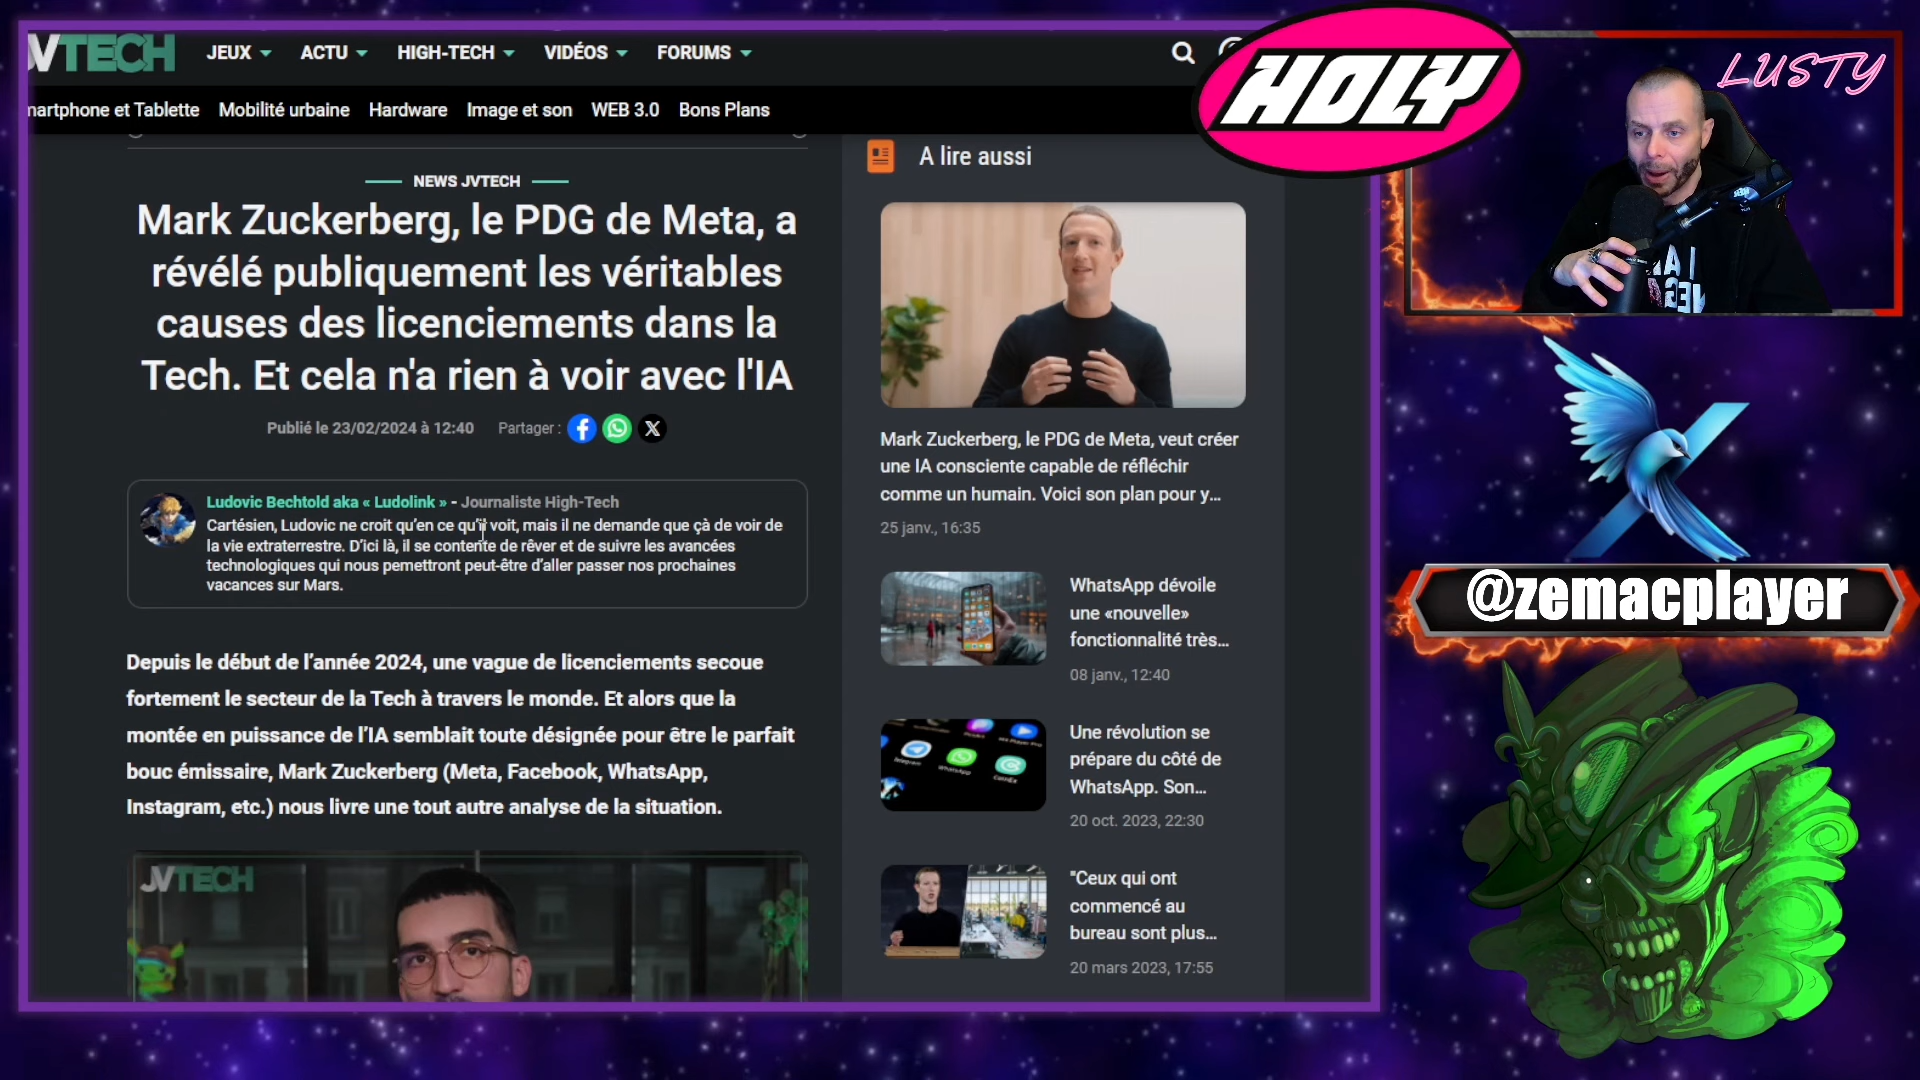 JVTECH
JEUX ACTU HIGH-TECH VIDÉOS FORUMS
martphone et Tablette Mobilité urbaine Hardware Image et son WEB 3.0 Bons Plans
HOLY
LUSTY
NEWS JVTECH
Mark Zuckerberg, le PDG de Meta, a
révélé publiquement les véritables
causes des licenciements dans la
Tech. Et cela n'a rien à voir avec l'IA
Publié le 23/02/2024 à 12:40 Partager :
Ludovic Bechtold aka « Ludolink » - Journaliste High-Tech
Cartésien, Ludovic ne croit qu'en ce qu'il voit, mais il ne demande que çà de voir de
la vie extraterrestre. D'ici là, il se contente de rêver et de suivre les avancées
technologiques qui nous pemettront peut-être d'aller passer nos prochaines
vacances sur Mars.
Depuis le début de l'année 2024, une vague de licenciements secoue
fortement le secteur de la Tech à travers le monde. Et alors que la
montée en puissance de l'IA semblait toute désignée pour être le parfait
bouc émissaire, Mark Zuckerberg (Meta, Facebook, WhatsApp,
Instagram, etc.) nous livre une tout autre analyse de la situation.
JVTECH
A lire aussi
Mark Zuckerberg, le PDG de Meta, veut créer
une IA consciente capable de réfléchir
comme un humain. Voici son plan pour y...
25 janv., 16:35
WhatsApp dévoile
une «nouvelle»
fonctionnalité très...
08 janv., 12:40
Une révolution se
prépare du côté de
WhatsApp. Son...
20 oct. 2023, 22:30
"Ceux qui ont
commencé au
bureau sont plus...
20 mars 2023, 17:55
@zemacplayer